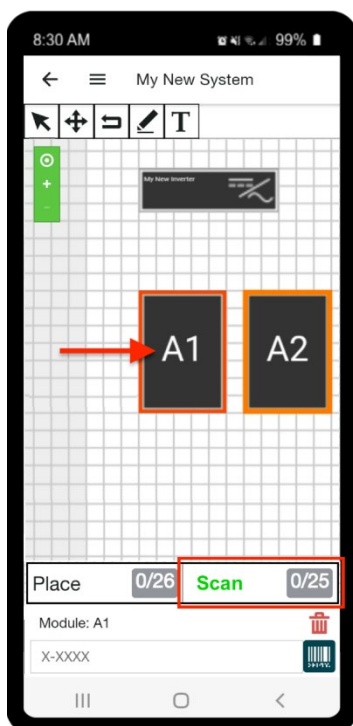 8:30 AM 99%
My New System
T
+
-
My New Inverter
A1 A2
Place 0/26 Scan 0/25
Module: A1
X-XXXX